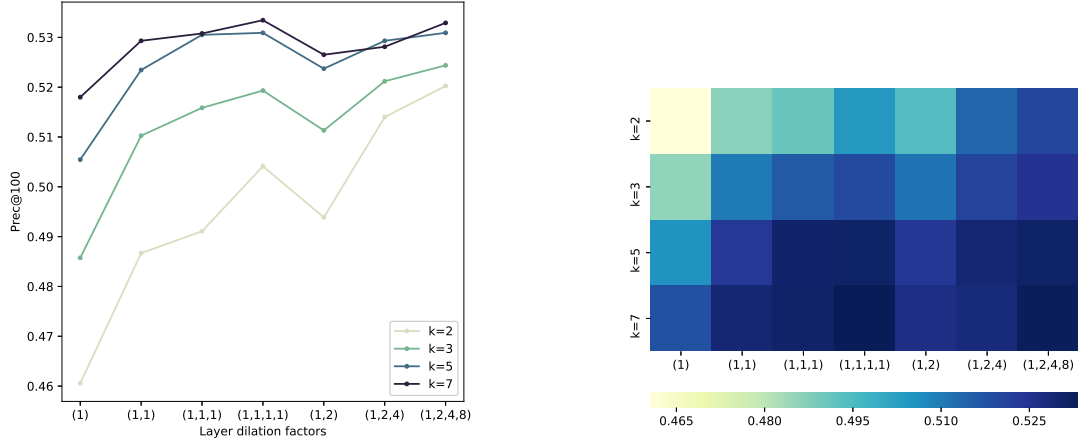 0.53
0.52
0.51
0.50
0.49
0.48
0.47
0.46
Prec@100
(1) (1,1) (1,1,1) (1,1,1,1) (1,2) (1,2,4) (1,2,4,8)
Layer dilation factors
k=2
k=3
k=5
k=7
k=2
k=3
k=5
k=7
(1) (1,1) (1,1,1) (1,1,1,1) (1,2) (1,2,4) (1,2,4,8)
0.465 0.480 0.495 0.510 0.525